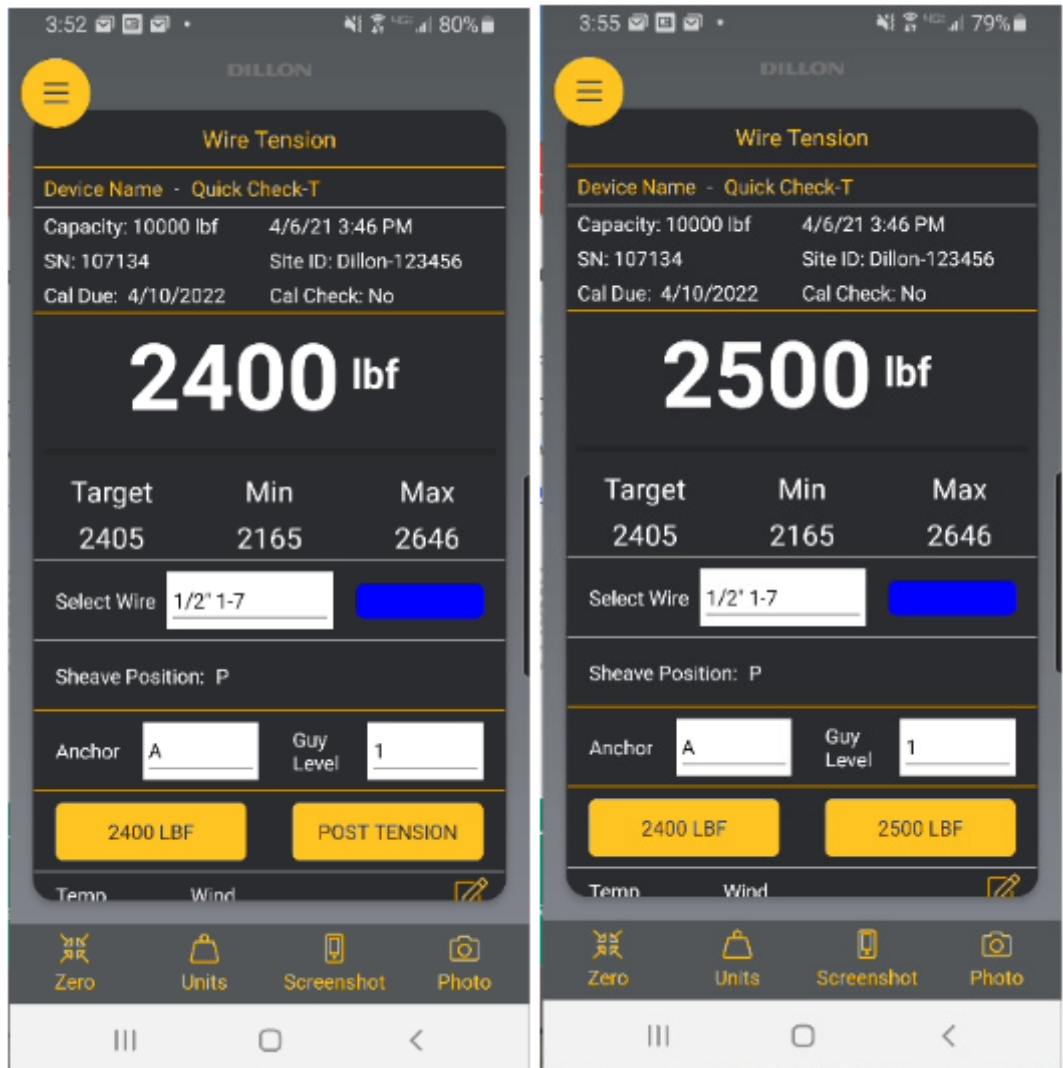 3:52 80%
DILLON
Wire Tension
Device Name - Quick Check-T
Capacity: 10000 lbf 4/6/21 3:46 PM
SN: 107134 Site ID: Dillon-123456
Cal Due: 4/10/2022 Cal Check: No
2400 lbf
Target Min Max
2405 2165 2646
Select Wire 1/2" 1-7
Sheave Position: P
Anchor A Guy Level 1
2400 LBF POST TENSION
Temp Wind
Zero Units Screenshot Photo
3:55 79%
DILLON
Wire Tension
Device Name - Quick Check-T
Capacity: 10000 lbf 4/6/21 3:46 PM
SN: 107134 Site ID: Dillon-123456
Cal Due: 4/10/2022 Cal Check: No
2500 lbf
Target Min Max
2405 2165 2646
Select Wire 1/2" 1-7
Sheave Position: P
Anchor A Guy Level 1
2400 LBF 2500 LBF
Temp Wind
Zero Units Screenshot Photo